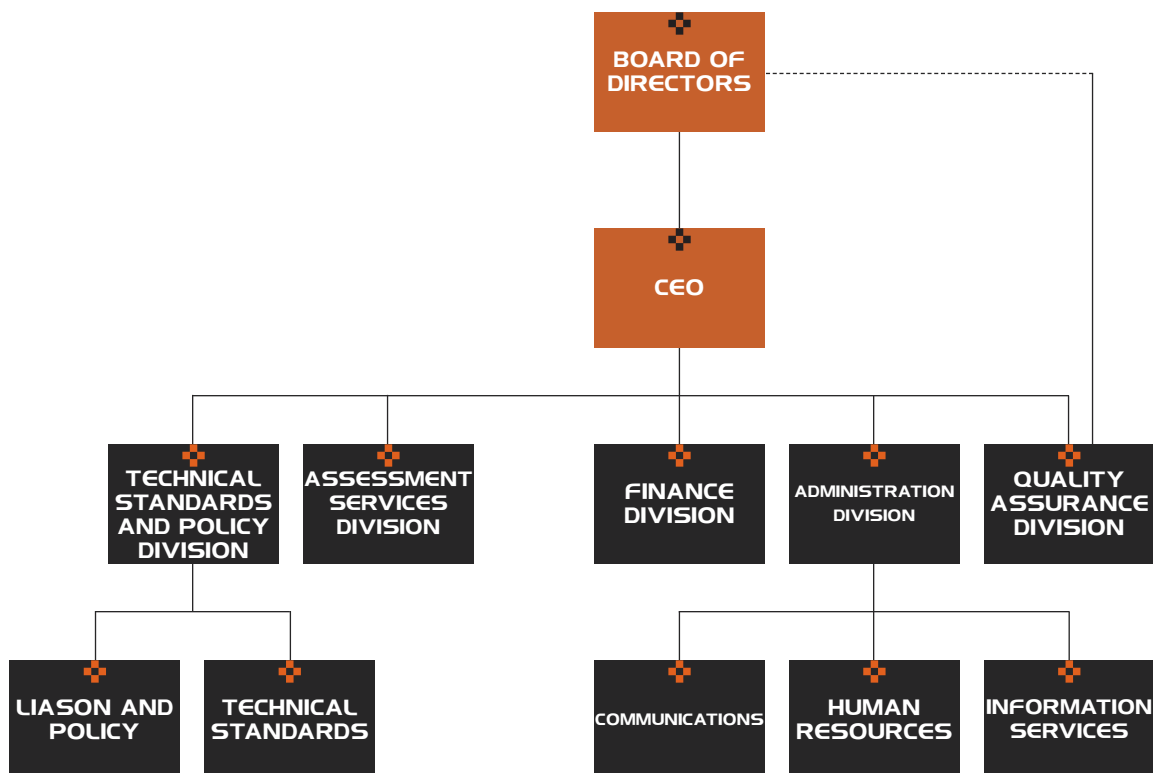 BOARD OF
DIRECTORS
CEO
TECHNICAL
STANDARDS
AND POLICY
DIVISION
ASSESSMENT
SERVICES
DIVISION
FINANCE
DIVISION
ADMINISTRATION
DIVISION
QUALITY
ASSURANCE
DIVISION
LIASON AND
POLICY
TECHNICAL
STANDARDS
COMMUNICATIONS
HUMAN
RESOURCES
INFORMATION
SERVICES